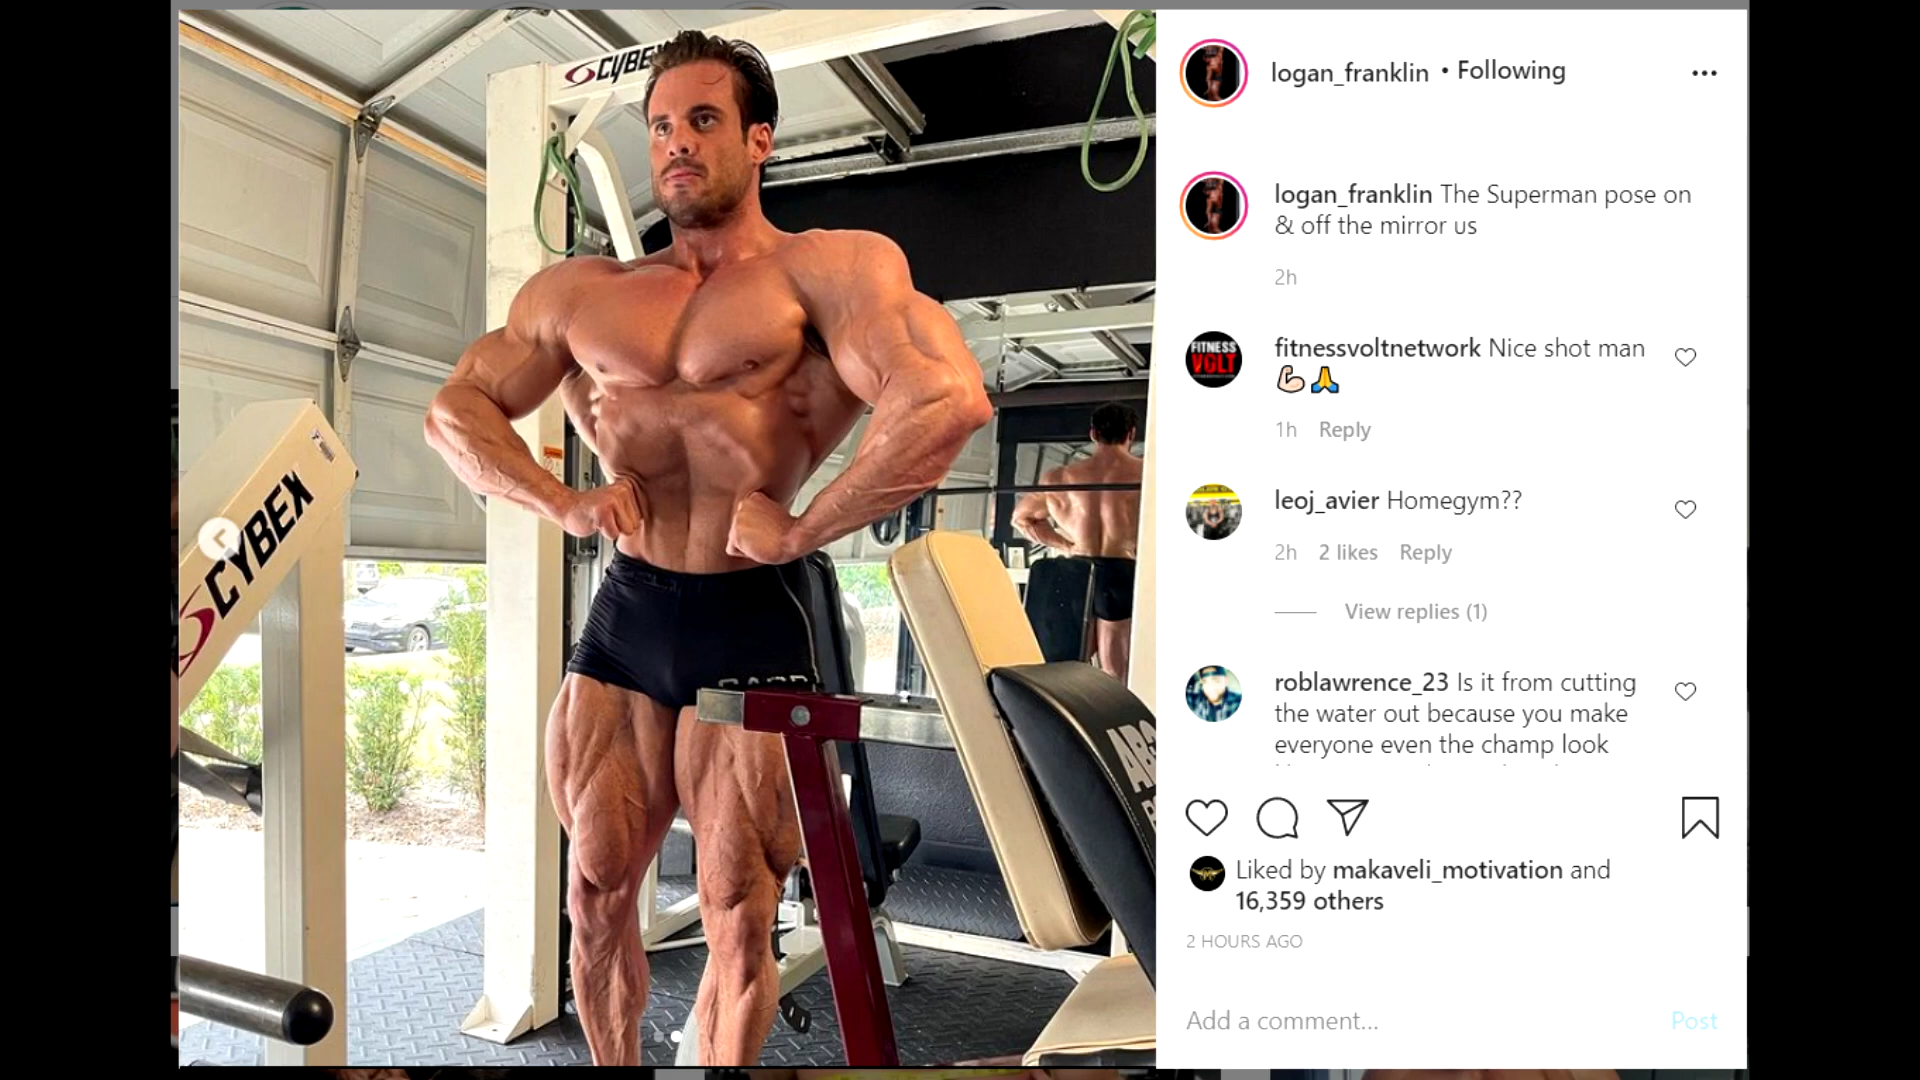 CYBEX
CYBEX
logan_franklin • Following
logan_franklin The Superman pose on
& off the mirror us
2h
FITNESS
VOLT
fitnessvoltnetwork Nice shot man
💪🏻🙏
1h Reply
leoj_avier Homegym??
2h 2 likes Reply
View replies (1)
roblawrence_23 Is it from cutting
the water out because you make
everyone even the champ look
Liked by makaveli_motivation and
16,359 others
2 HOURS AGO
Add a comment... Post